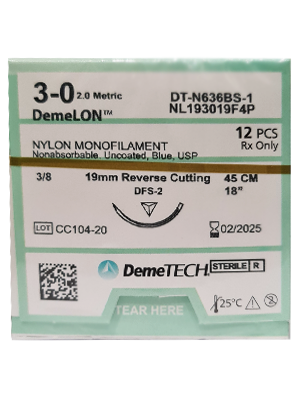 3-0 2.0 Metric DT-N636BS-1
DemeLON™ NL193019F4P
12 PCS
Rx Only
NYLON MONOFILAMENT
Nonabsorbable, Uncoated, Blue, USP
3/8 19mm Reverse Cutting 45 CM
DFS-2 18"
LOT CC104-20 02/2025
DemeTECH STERILE R
TEAR HERE 25°C